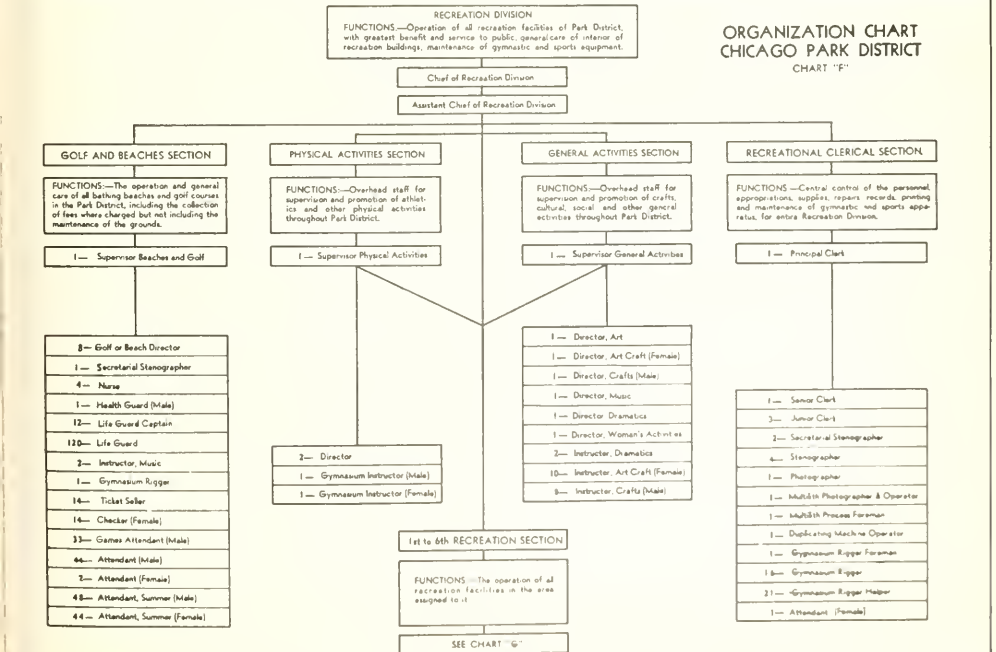 RECREATION DIVISION
FUNCTIONS:—Operation of all recreation facilities of Park District,
with greatest benefit and service to public, general care of interior of
recreation buildings, maintenance of gymnastic and sports equipment.
ORGANIZATION CHART
CHICAGO PARK DISTRICT
CHART "F"
Chief of Recreation Division
Assistant Chief of Recreation Division
GOLF AND BEACHES SECTION
FUNCTIONS:—The operation and general
care of all bathing beaches and golf courses
in the Park District, including the collection
of fees where charged but not including the
maintenance of the grounds.
1— Supervisor Beaches and Golf
8— Golf or Beach Director
1— Secretarial Stenographer
4— Nurse
1— Health Guard (Male)
12— Life Guard Captain
120— Life Guard
2— Instructor, Music
1— Gymnasium Rigger
14— Ticket Seller
14— Checker (Female)
33— Games Attendant (Male)
44— Attendant (Male)
2— Attendant (Female)
48— Attendant, Summer (Male)
44— Attendant, Summer (Female)
PHYSICAL ACTIVITIES SECTION
FUNCTIONS:—Overhead staff for
supervision and promotion of athlet-
ics and other physical activities
throughout Park District.
1— Supervisor Physical Activities
2— Director
1— Gymnasium Instructor (Male)
Gymnasium Instructor (Female)
GENERAL ACTIVITIES SECTION
FUNCTIONS:—Overhead staff for
supervision and promotion of crafts,
cultural, social and other general
activities throughout Park District.
1— Supervisor General Activities
1— Director, Art
1— Director, Art Craft (Female)
1— Director, Crafts (Male)
1— Director, Music
1— Director Dramatics
1— Director, Woman's Activities
2— Instructor, Dramatics
10— Instructor, Art Craft (Female)
8— Instructor, Crafts (Male)
RECREATIONAL CLERICAL SECTION
FUNCTIONS—Central control of the personnel,
appropriations, supplies, repairs records, printing
and maintenance of gymnastic and sports appa-
ratus, for entire Recreation Division.
1— Principal Clerk
1— Senior Clerk
3— Junior Clerk
2— Secretarial Stenographer
4— Stenographer
1— Photographer
1— Multilith Photographer & Operator
1— Multilith Process Foreman
1— Duplicating Machine Operator
1— Gymnasium Rigger Foreman
Gymnasium Rigger
21— Gymnasium Rigger Helper
1— Attendant (Female)
1st to 6th RECREATION SECTION
FUNCTIONS—The operation of all
recreation facilities in the area
assigned to it
SEE CHART "G"